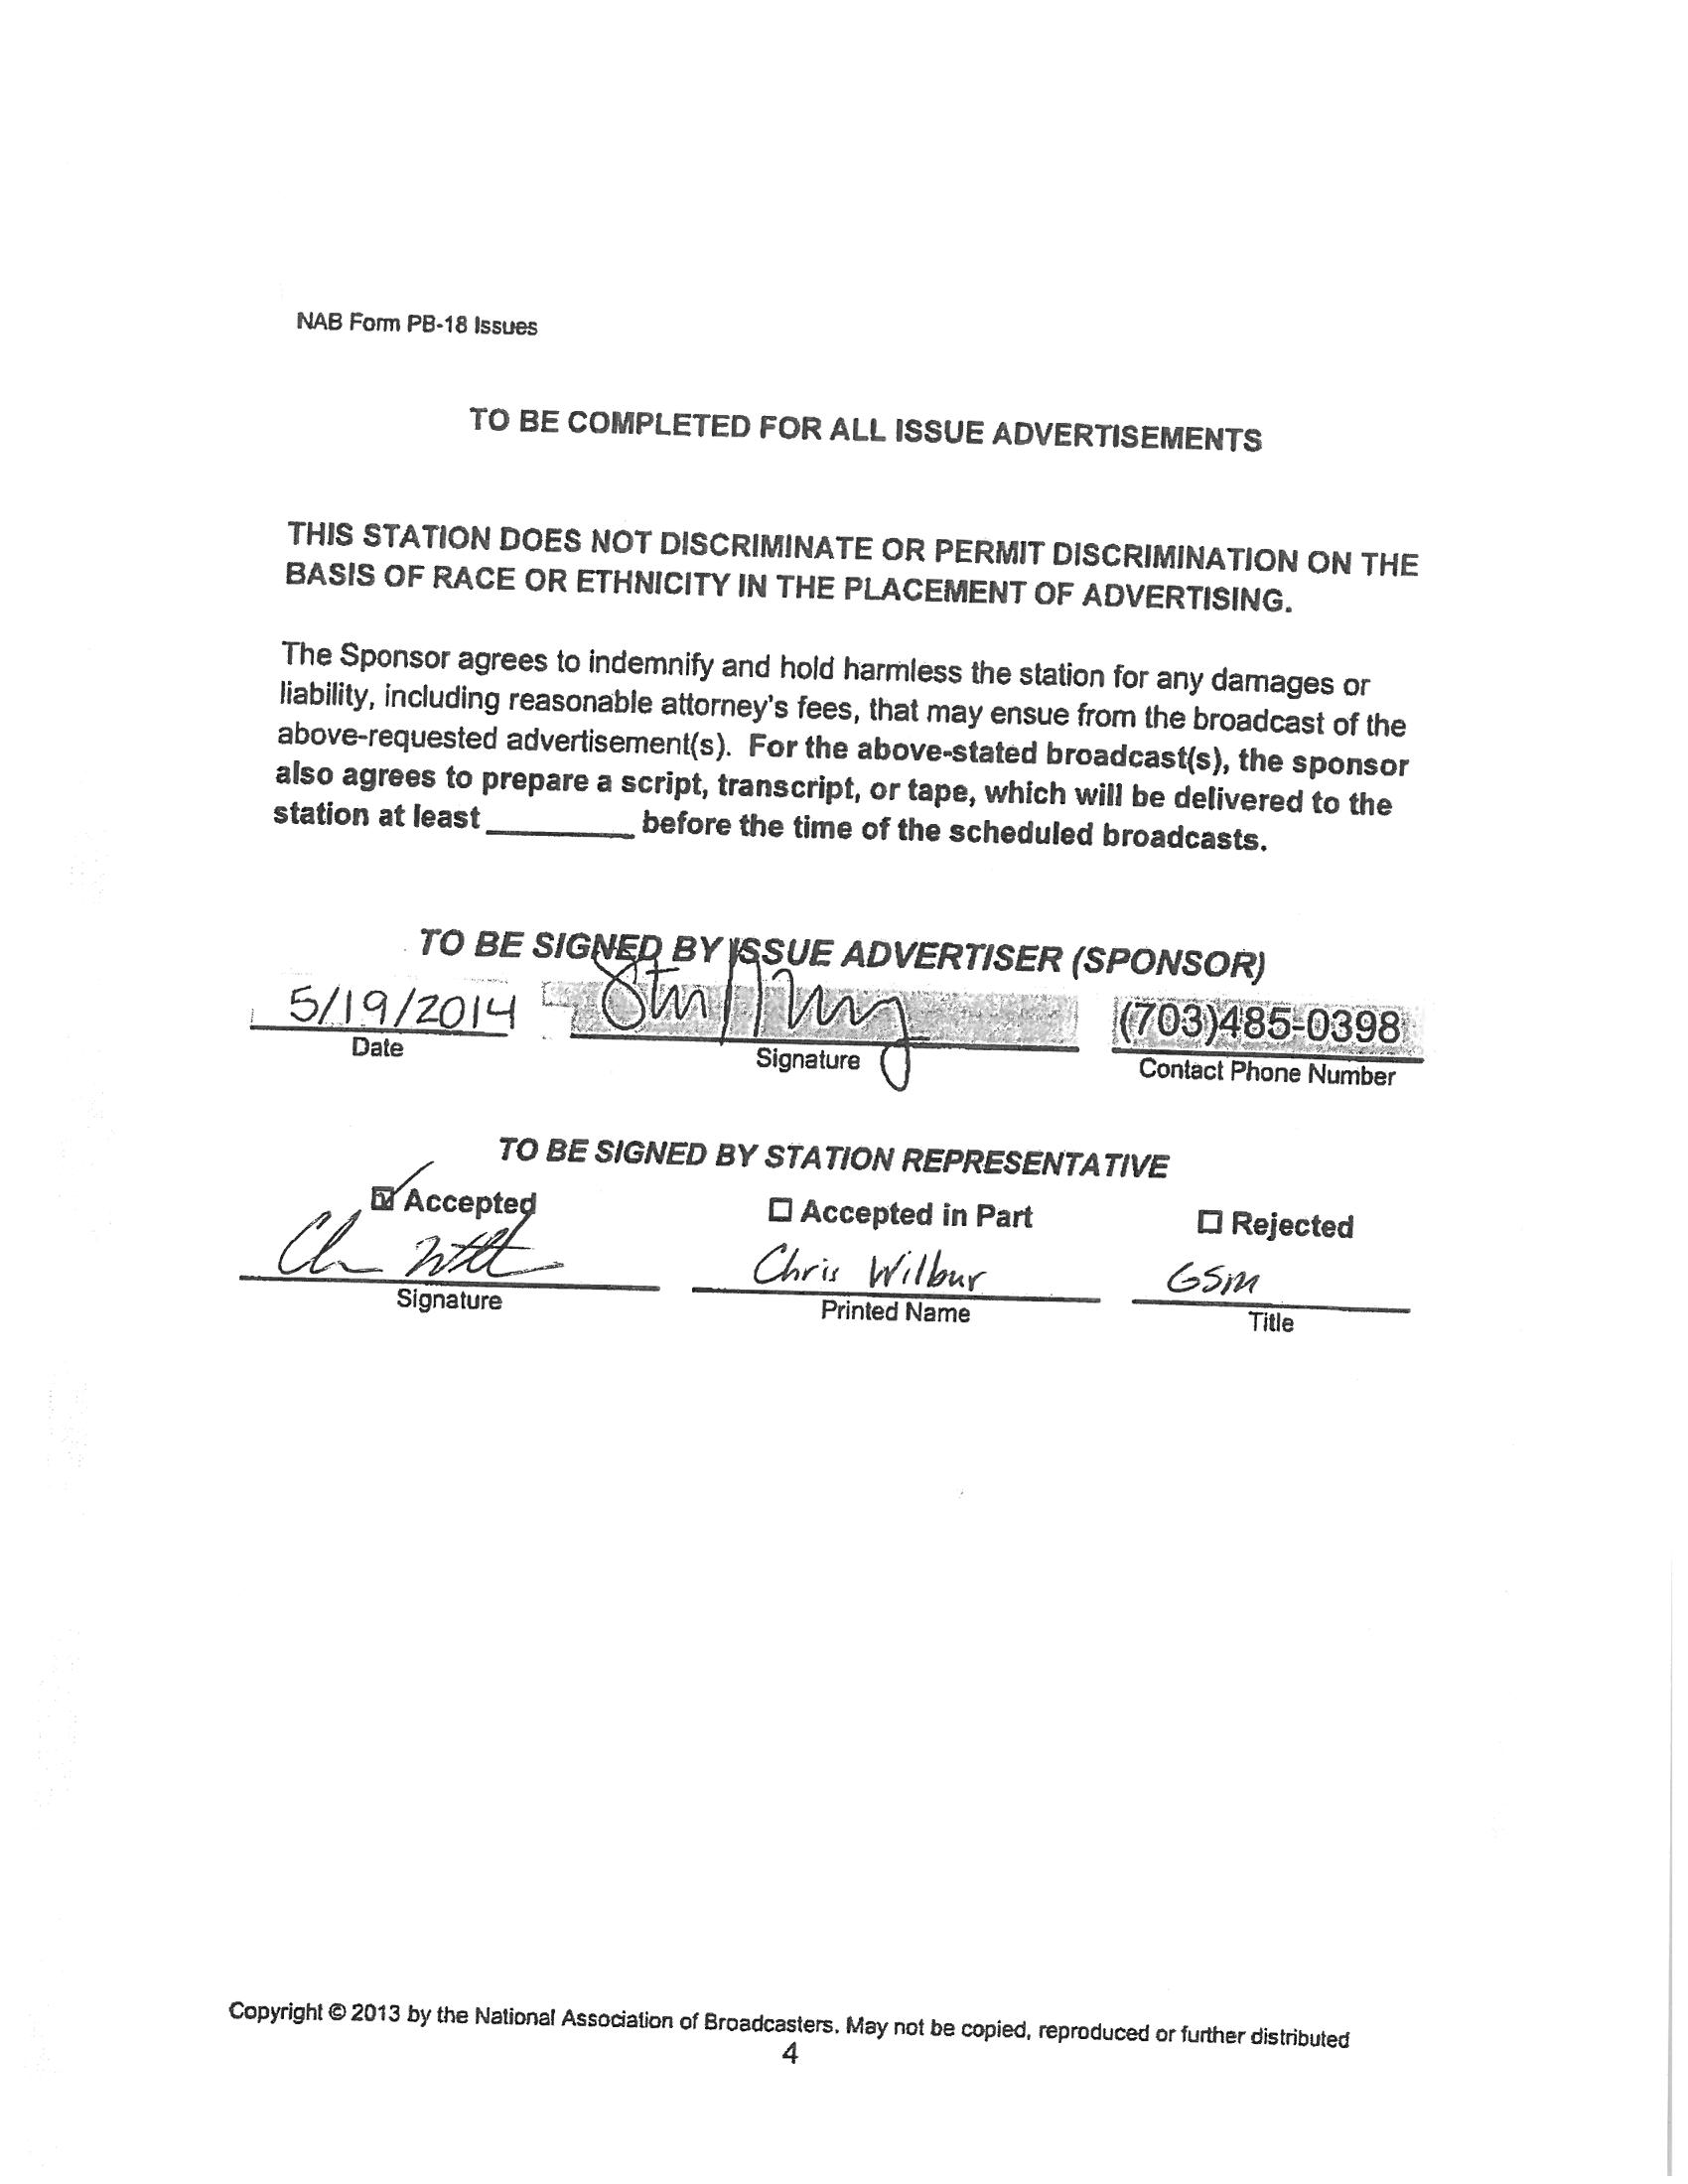 NAB Form PB-18 Issues
TO BE COMPLETED FOR ALL ISSUE ADVERTISEMENTS
THIS STATION DOES NOT DISCRIMINATE OR PERMIT DISCRIMINATION ON THE
BASIS OF RACE OR ETHNICITY IN THE PLACEMENT OF ADVERTISING.
The Sponsor agrees to indemnify and hold harmless the station for any damages or
liability, including reasonable attorney's fees, that may ensue from the broadcast of the
above-requested advertisement(s). For the above-stated broadcast(s), the sponsor
also agrees to prepare a script, transcript, or tape, which will be delivered to the
station at least ________ before the time of the scheduled broadcasts.
TO BE SIGNED BY ISSUE ADVERTISER (SPONSOR)
5/19/2014 (703)485-0398
Date Signature Contact Phone Number
TO BE SIGNED BY STATION REPRESENTATIVE
☑ Accepted ☐ Accepted in Part ☐ Rejected
Chris Wilbur GSM
Signature Printed Name Title
Copyright © 2013 by the National Association of Broadcasters. May not be copied, reproduced or further distributed
4